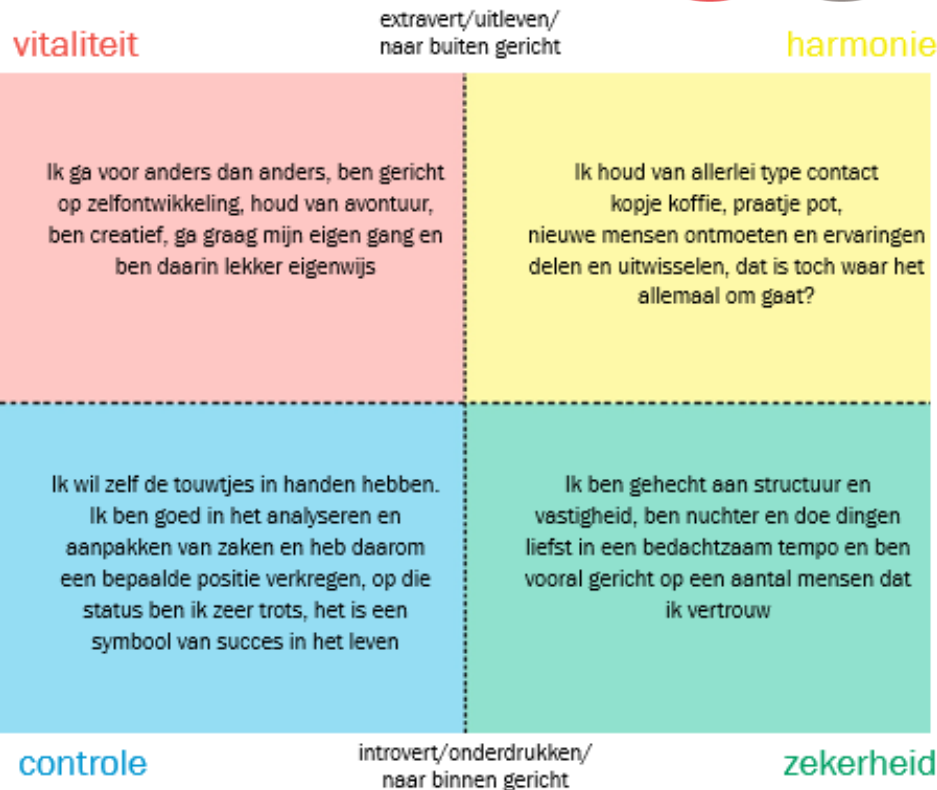 vitaliteit
extravert/uitleven/
naar buiten gericht
harmonie
Ik ga voor anders dan anders, ben gericht
op zelfontwikkeling, houd van avontuur,
ben creatief, ga graag mijn eigen gang en
ben daarin lekker eigenwijs
Ik houd van allerlei type contact
kopje koffie, praatje pot,
nieuwe mensen ontmoeten en ervaringen
delen en uitwisselen, dat is toch waar het
allemaal om gaat?
Ik wil zelf de touwtjes in handen hebben.
Ik ben goed in het analyseren en
aanpakken van zaken en heb daarom
een bepaalde positie verkregen, op die
status ben ik zeer trots, het is een
symbool van succes in het leven
Ik ben gehecht aan structuur en
vastigheid, ben nuchter en doe dingen
liefst in een bedachtzaam tempo en ben
vooral gericht op een aantal mensen dat
ik vertrouw
controle
introvert/onderdrukken/
naar binnen gericht
zekerheid